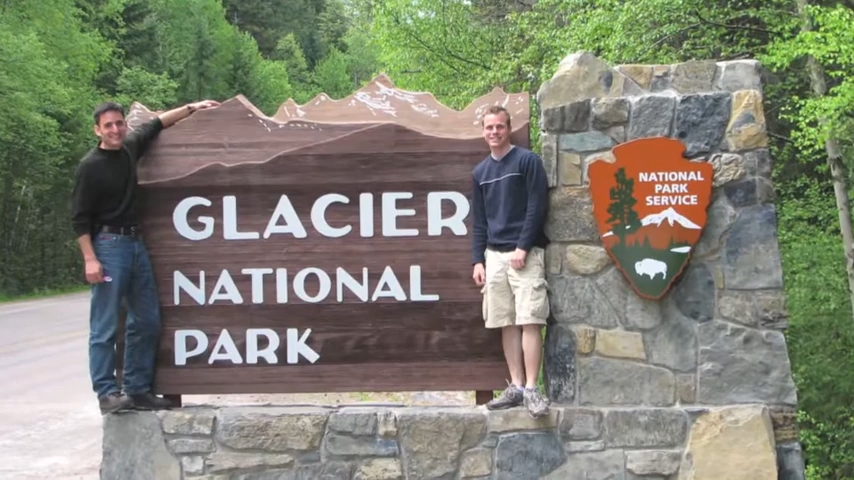 GLACIER
NATIONAL
PARK
NATIONAL
PARK
SERVICE